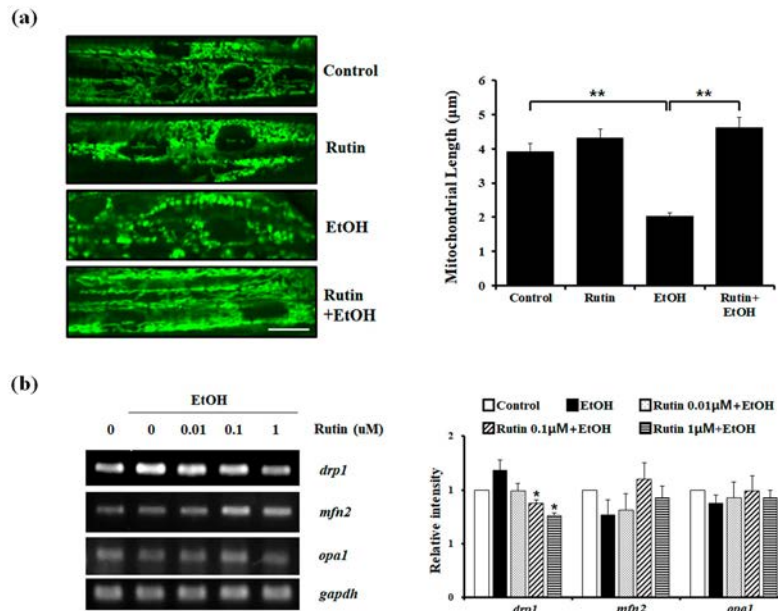 (a)
Control
Rutin
EtOH
Rutin
+EtOH
Mitochondrial Length (μm)
6
5
4
3
2
1
0
**
**
Control
Rutin
EtOH
Rutin+
EtOH
(b)
EtOH
0
0
0.01
0.1
1
Rutin (uM)
drp1
mfn2
opa1
gapdh
Control
EtOH
Rutin 0.01μM+EtOH
Rutin 0.1μM+EtOH
Rutin 1μM+EtOH
Relative intensity
2
1
1
0
*
*
drp1
mfn2
opa1